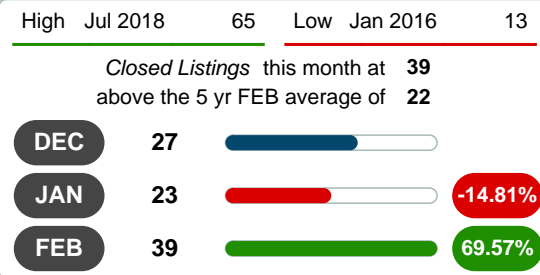 High Jul 2018 65 Low Jan 2016 13
Closed Listings this month at 39
above the 5 yr FEB average of 22
DEC 27
JAN 23 -14.81%
FEB 39 69.57%